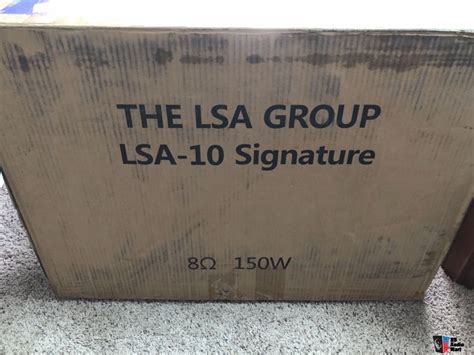 THE LSA GROUP
LSA-10 Signature
8Ω 150W